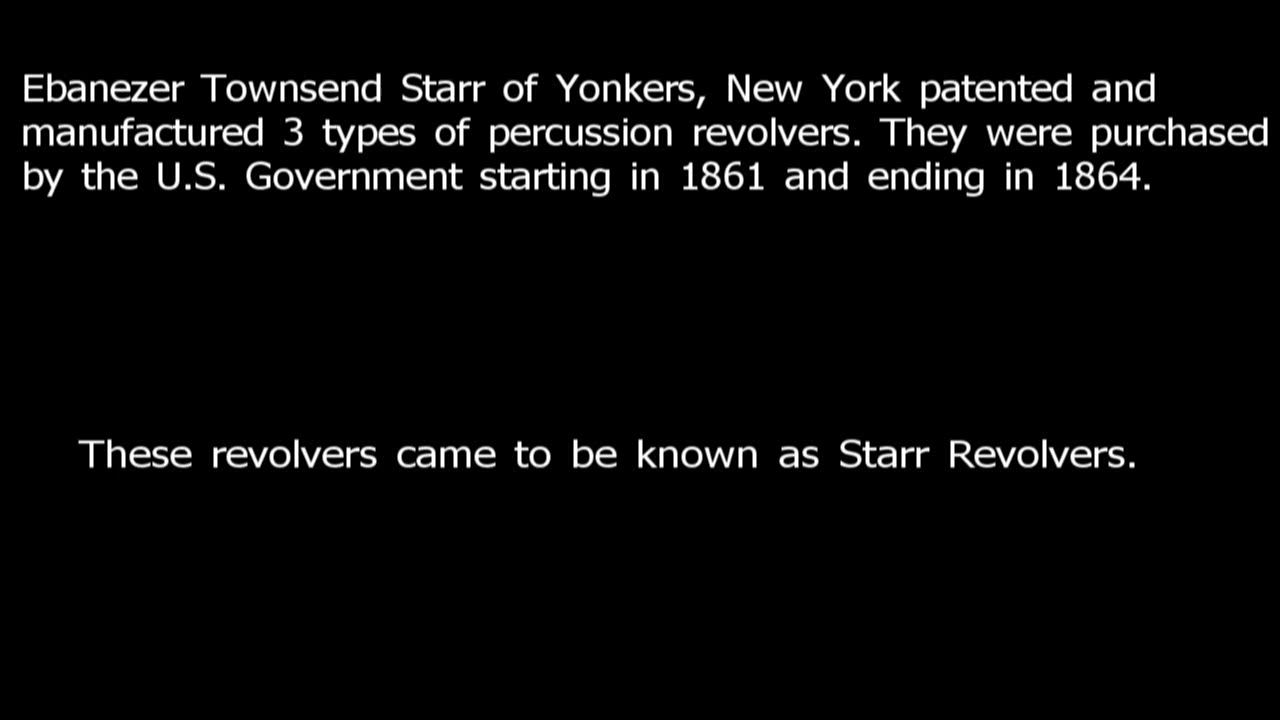 Ebanezer Townsend Starr of Yonkers, New York patented and
manufactured 3 types of percussion revolvers. They were purchased
by the U.S. Government starting in 1861 and ending in 1864.
These revolvers came to be known as Starr Revolvers.